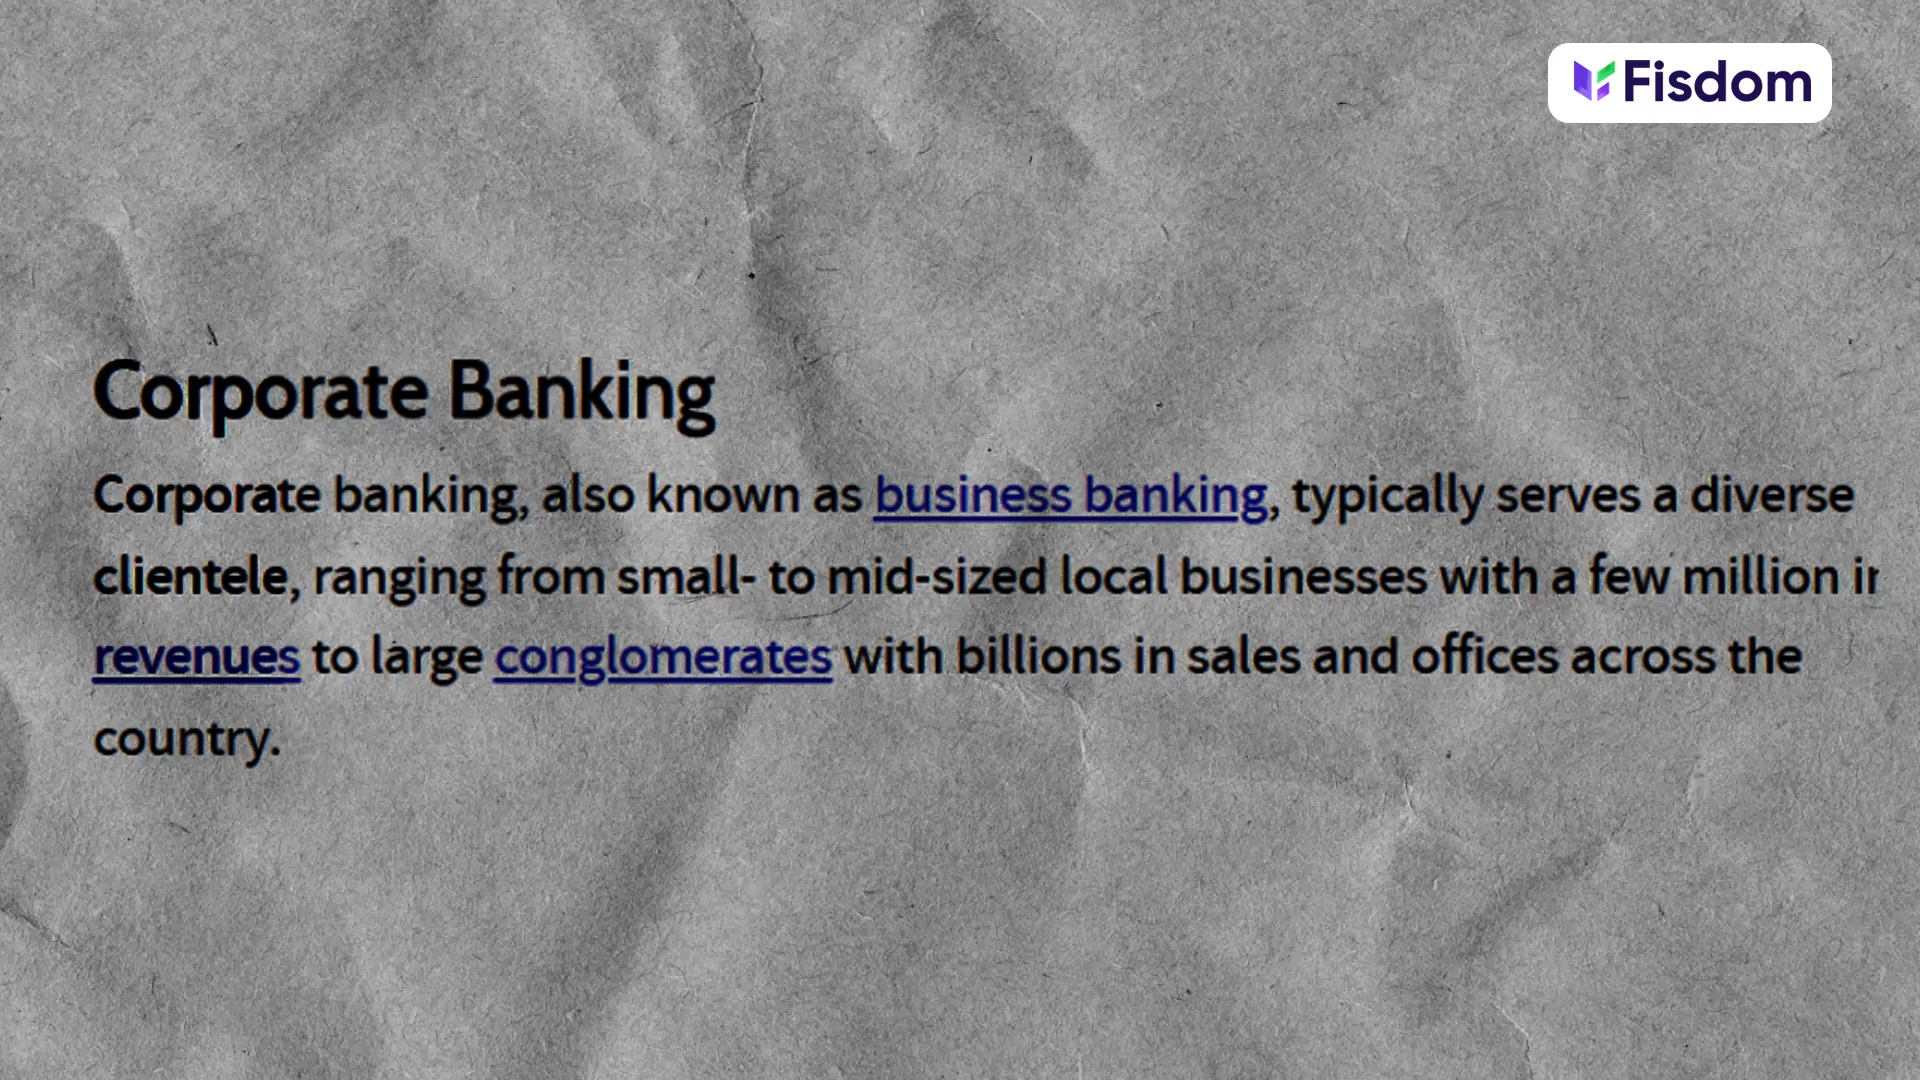 Fisdom
Corporate Banking
Corporate banking, also known as business banking, typically serves a diverse
clientele, ranging from small- to mid-sized local businesses with a few million
revenues to large conglomerates with billions in sales and offices across the
country.